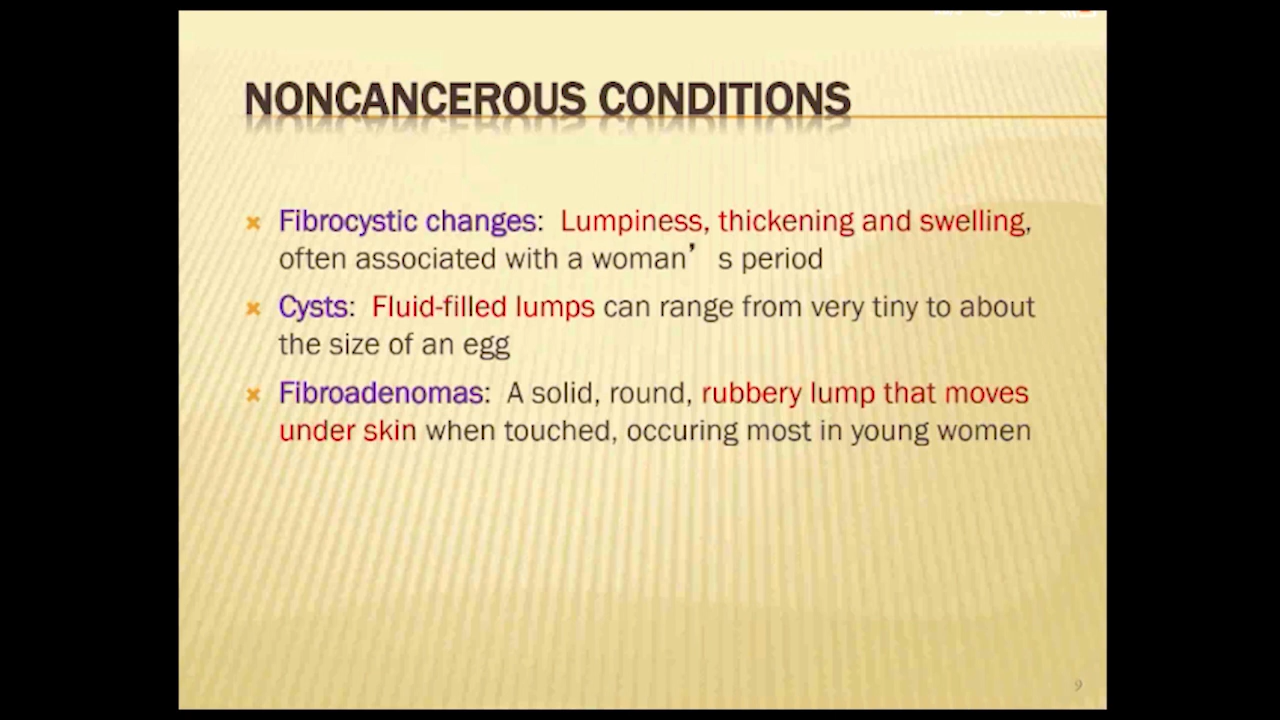 NONCANCEROUS CONDITIONS
Fibrocystic changes: Lumpiness, thickening and swelling,
often associated with a woman’ s period
Cysts: Fluid-filled lumps can range from very tiny to about
the size of an egg
Fibroadenomas: A solid, round, rubbery lump that moves
under skin when touched, occuring most in young women
9